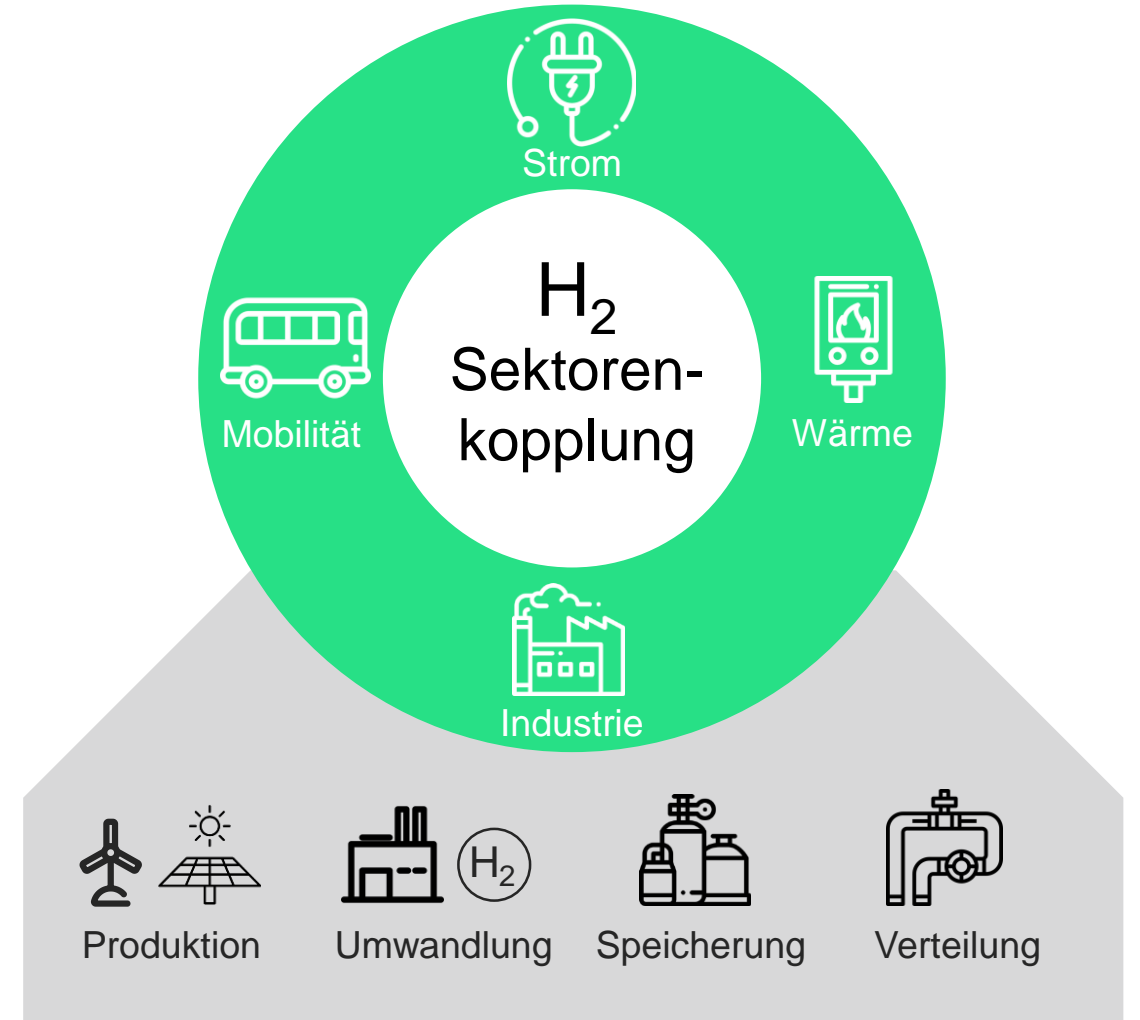 Strom
H₂
Sektoren-
kopplung
Mobilität
Wärme
Industrie
H₂
Produktion
Umwandlung
Speicherung
Verteilung